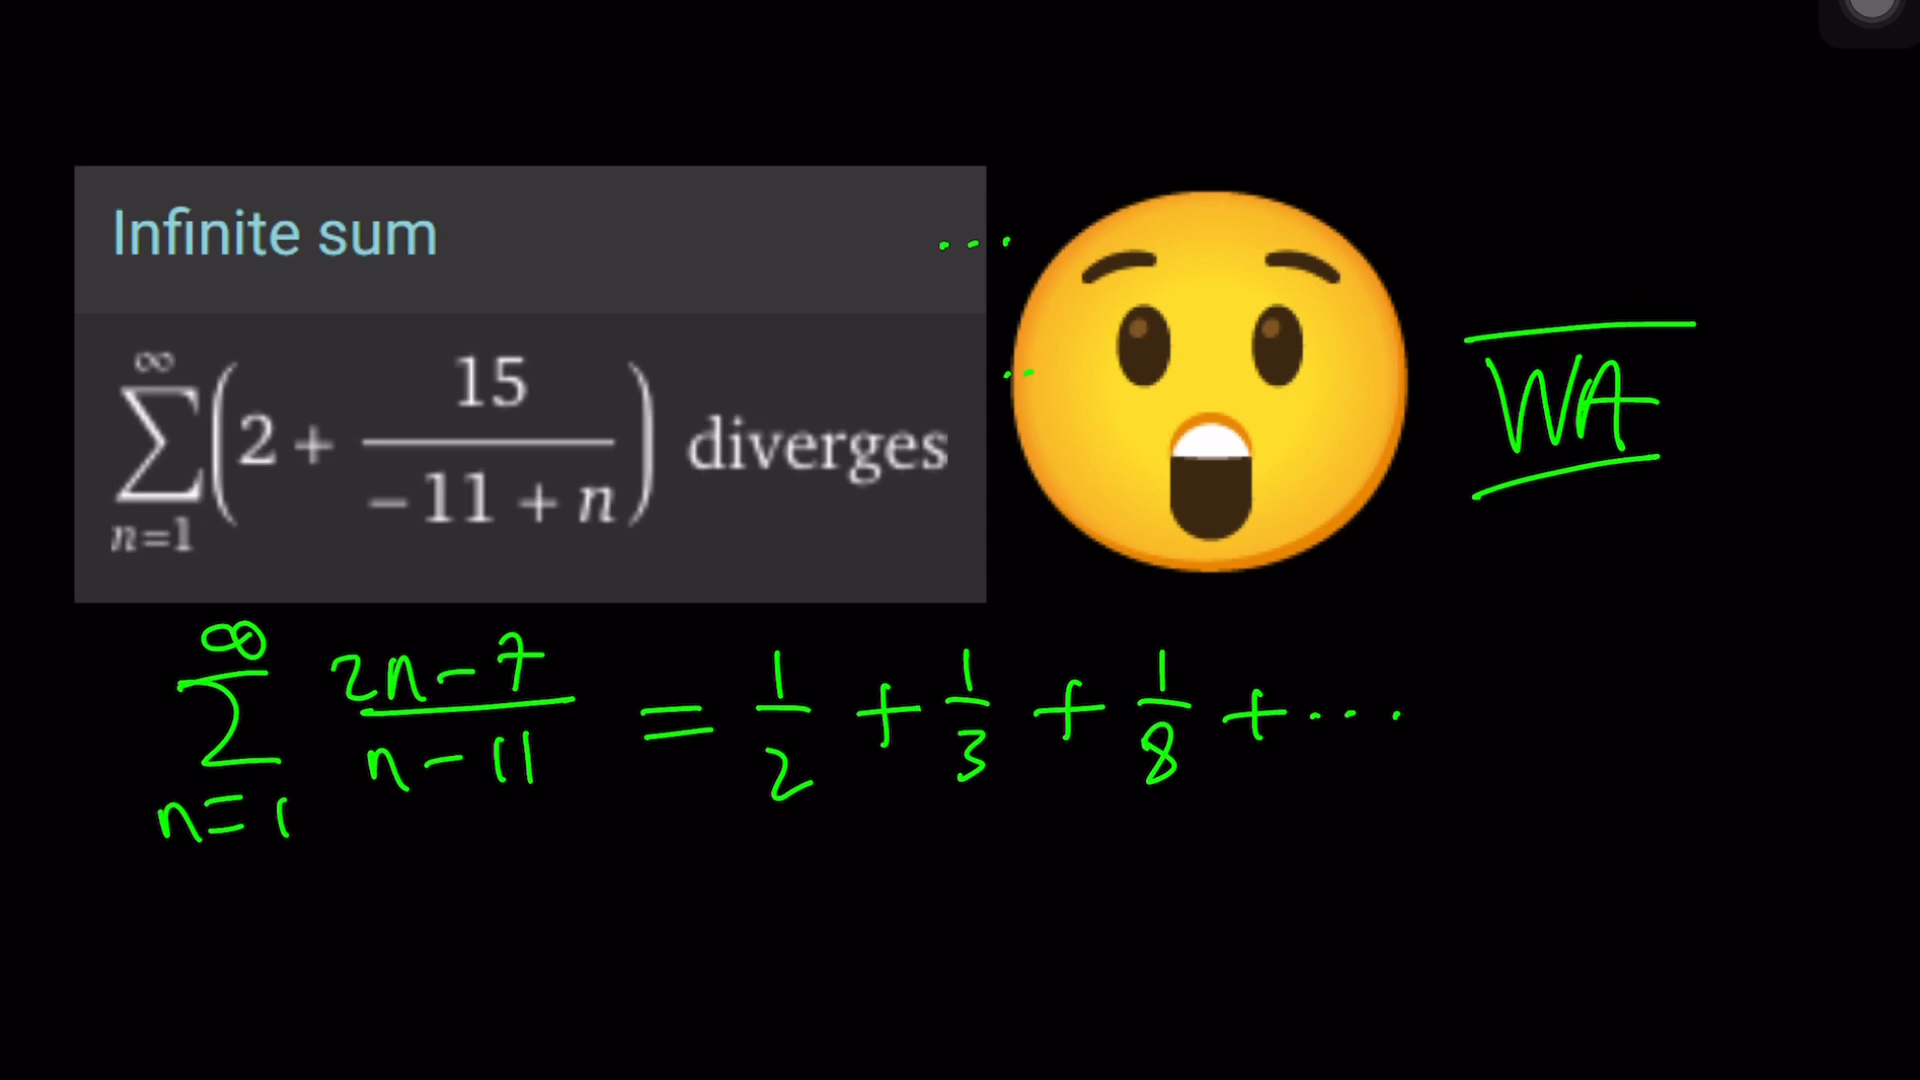 Infinite sum
∞∑n=1 (2 + 15/(−11 + n)) diverges
WA
∞∑n=1 (2n−7)/(n−11) = 1/2 + 1/3 + 1/8 + ...